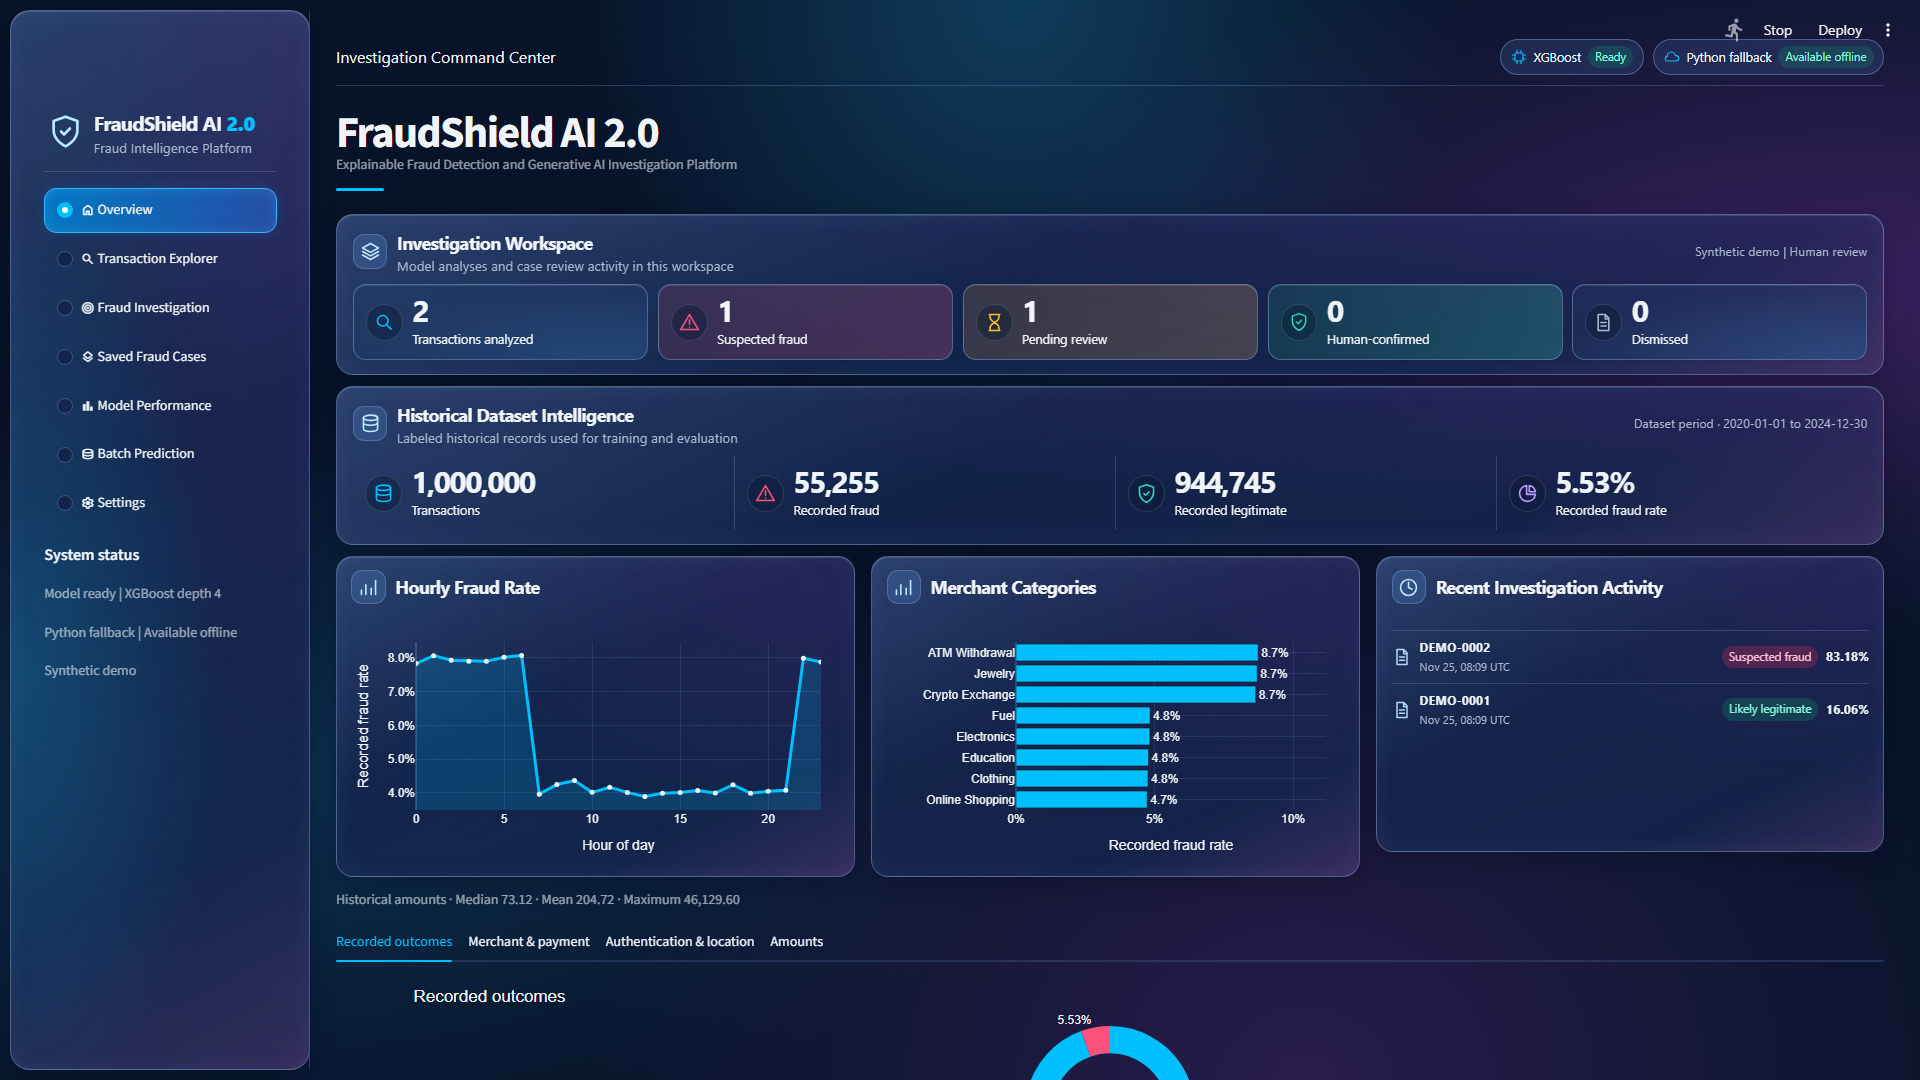 Stop
Deploy
Investigation Command Center
XGBoost Ready
Python fallback Available offline
FraudShield AI 2.0
Fraud Intelligence Platform
Overview
Transaction Explorer
Fraud Investigation
Saved Fraud Cases
Model Performance
Batch Prediction
Settings
System status
Model ready | XGBoost depth 4
Python fallback | Available offline
Synthetic demo
FraudShield AI 2.0
Explainable Fraud Detection and Generative AI Investigation Platform
Investigation Workspace
Model analyses and case review activity in this workspace
Synthetic demo | Human review
2
Transactions analyzed
1
Suspected fraud
1
Pending review
0
Human-confirmed
0
Dismissed
Historical Dataset Intelligence
Labeled historical records used for training and evaluation
Dataset period · 2020-01-01 to 2024-12-30
1,000,000
Transactions
55,255
Recorded fraud
944,745
Recorded legitimate
5.53%
Recorded fraud rate
Hourly Fraud Rate
Recorded fraud rate
8.0%
7.0%
6.0%
5.0%
4.0%
0 5 10 15 20
Hour of day
Merchant Categories
ATM Withdrawal 8.7%
Jewelry 8.7%
Crypto Exchange 8.7%
Fuel 4.8%
Electronics 4.8%
Education 4.8%
Clothing 4.8%
Online Shopping 4.7%
0% 5% 10%
Recorded fraud rate
Recent Investigation Activity
DEMO-0002
Nov 25, 08:09 UTC
Suspected fraud 83.18%
DEMO-0001
Nov 25, 08:09 UTC
Likely legitimate 16.06%
Historical amounts · Median 73.12 · Mean 204.72 · Maximum 46,129.60
Recorded outcomes Merchant & payment Authentication & location Amounts
Recorded outcomes
5.53%